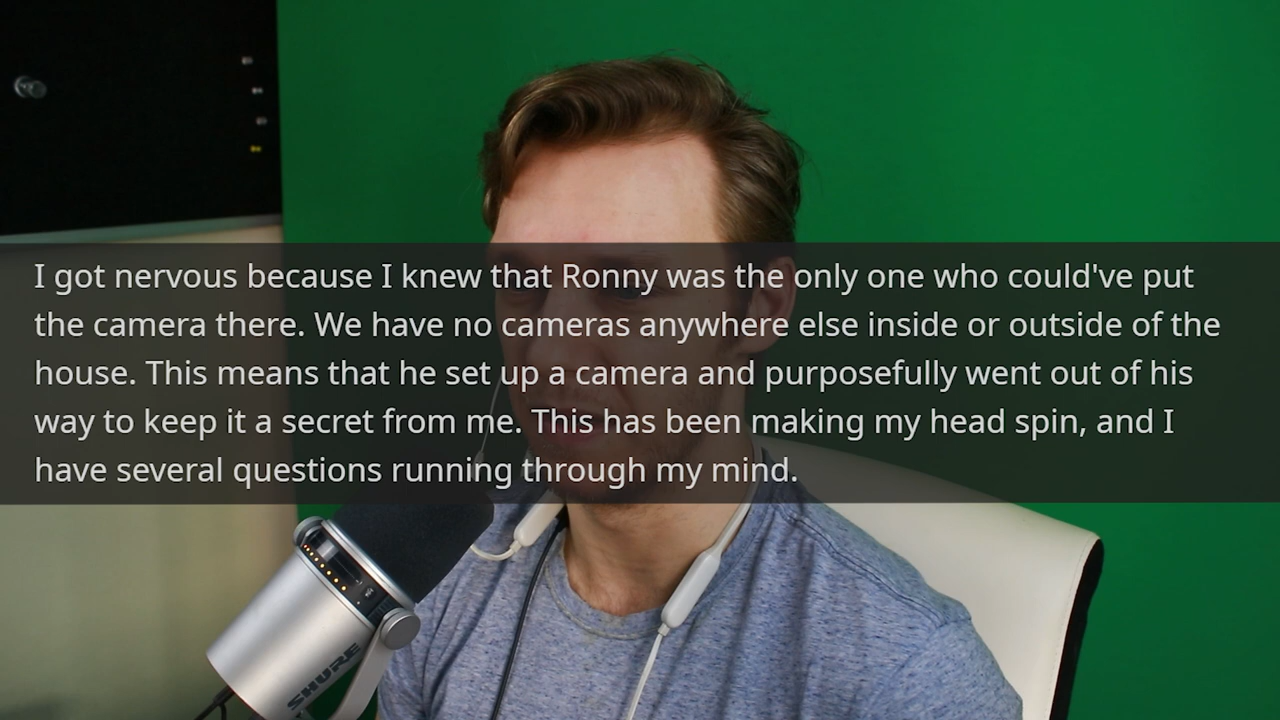 I got nervous because I knew that Ronny was the only one who could've put
the camera there. We have no cameras anywhere else inside or outside of the
house. This means that he set up a camera and purposefully went out of his
way to keep it a secret from me. This has been making my head spin, and I
have several questions running through my mind.
SHURE